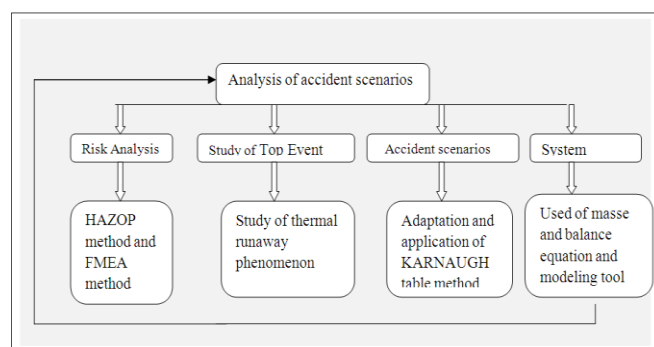 Analysis of accident scenarios
Risk Analysis
Study of Top Event
Accident scenarios
System
HAZOP
method and
FMEA
method
Study of thermal
runaway
phenomenon
Adaptation and
application of
KARNAUGH
table method
Used of masse
and balance
equation and
modeling tool